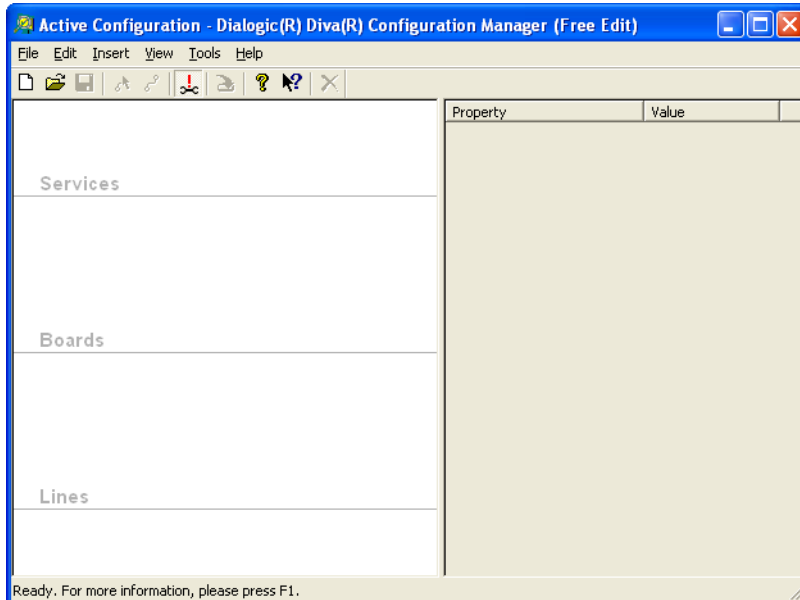 Active Configuration - Dialogic(R) Diva(R) Configuration Manager (Free Edit)
File Edit Insert View Tools Help
Property Value
Services
Boards
Lines
Ready. For more information, please press F1.